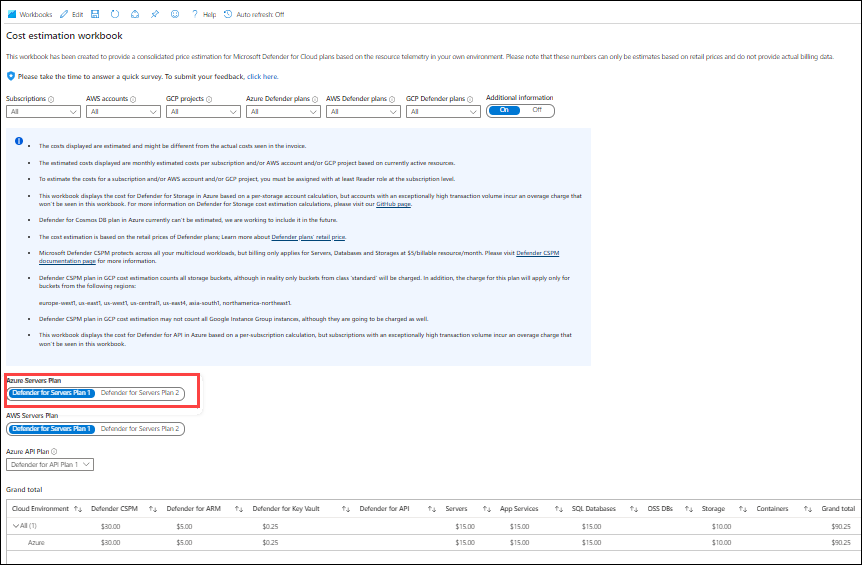 Workbooks Edit ? Help Auto refresh: Off
Cost estimation workbook
This workbook has been created to provide a consolidated price estimation for Microsoft Defender for Cloud plans based on the resource telemetry in your own environment. Please note that these numbers can only be estimates based on retail prices and do not provide actual billing data.
Please take the time to answer a quick survey. To submit your feedback, click here.
Subscriptions AWS accounts GCP projects Azure Defender plans AWS Defender plans GCP Defender plans Additional information
All All All All All All On Off
The costs displayed are estimated and might be different from the actual costs seen in the invoice.
The estimated costs displayed are monthly estimated costs per subscription and/or AWS account and/or GCP project based on currently active resources.
To estimate the costs for a subscription and/or AWS account and/or GCP project, you must be assigned with at least Reader role at the subscription level.
This workbook displays the cost for Defender for Storage in Azure based on a per-storage account calculation, but accounts with an exceptionally high transaction volume incur an overage charge that
won't be seen in this workbook. For more information on Defender for Storage cost estimation calculations, please visit our GitHub page.
Defender for Cosmos DB plan in Azure currently can't be estimated, we are working to include it in the future.
The cost estimation is based on the retail prices of Defender plans; Learn more about Defender plans' retail price.
Microsoft Defender CSPM protects across all your multicloud workloads, but billing only applies for Servers, Databases and Storages at $5/billable resource/month. Please visit Defender CSPM
documentation page for more information.
Defender CSPM plan in GCP cost estimation counts all storage buckets, although in reality only buckets from class 'standard' will be charged. In addition, the charge for this plan will apply only for
buckets from the following regions:
europe-west1, us-east1, us-west1, us-central1, us-east4, asia-south1, northamerica-northeast1.
Defender CSPM plan in GCP cost estimation may not count all Google Instance Group instances, although they are going to be charged as well.
This workbook displays the cost for Defender for API in Azure based on a per-subscription calculation, but subscriptions with an exceptionally high transaction volume incur an overage charge that
won't be seen in this workbook.
Azure Servers Plan
Defender for Servers Plan 1 Defender for Servers Plan 2
AWS Servers Plan
Defender for Servers Plan 1 Defender for Servers Plan 2
Azure API Plan
Defender for API Plan 1
Grand total
Cloud Environment Defender CSPM Defender for ARM Defender for Key Vault Defender for API Servers App Services SQL Databases OSS DBs Storage Containers Grand total
All (1) $30.00 $5.00 $0.25 $15.00 $15.00 $15.00 $10.00 $90.25
Azure $30.00 $5.00 $0.25 $15.00 $15.00 $15.00 $10.00 $90.25